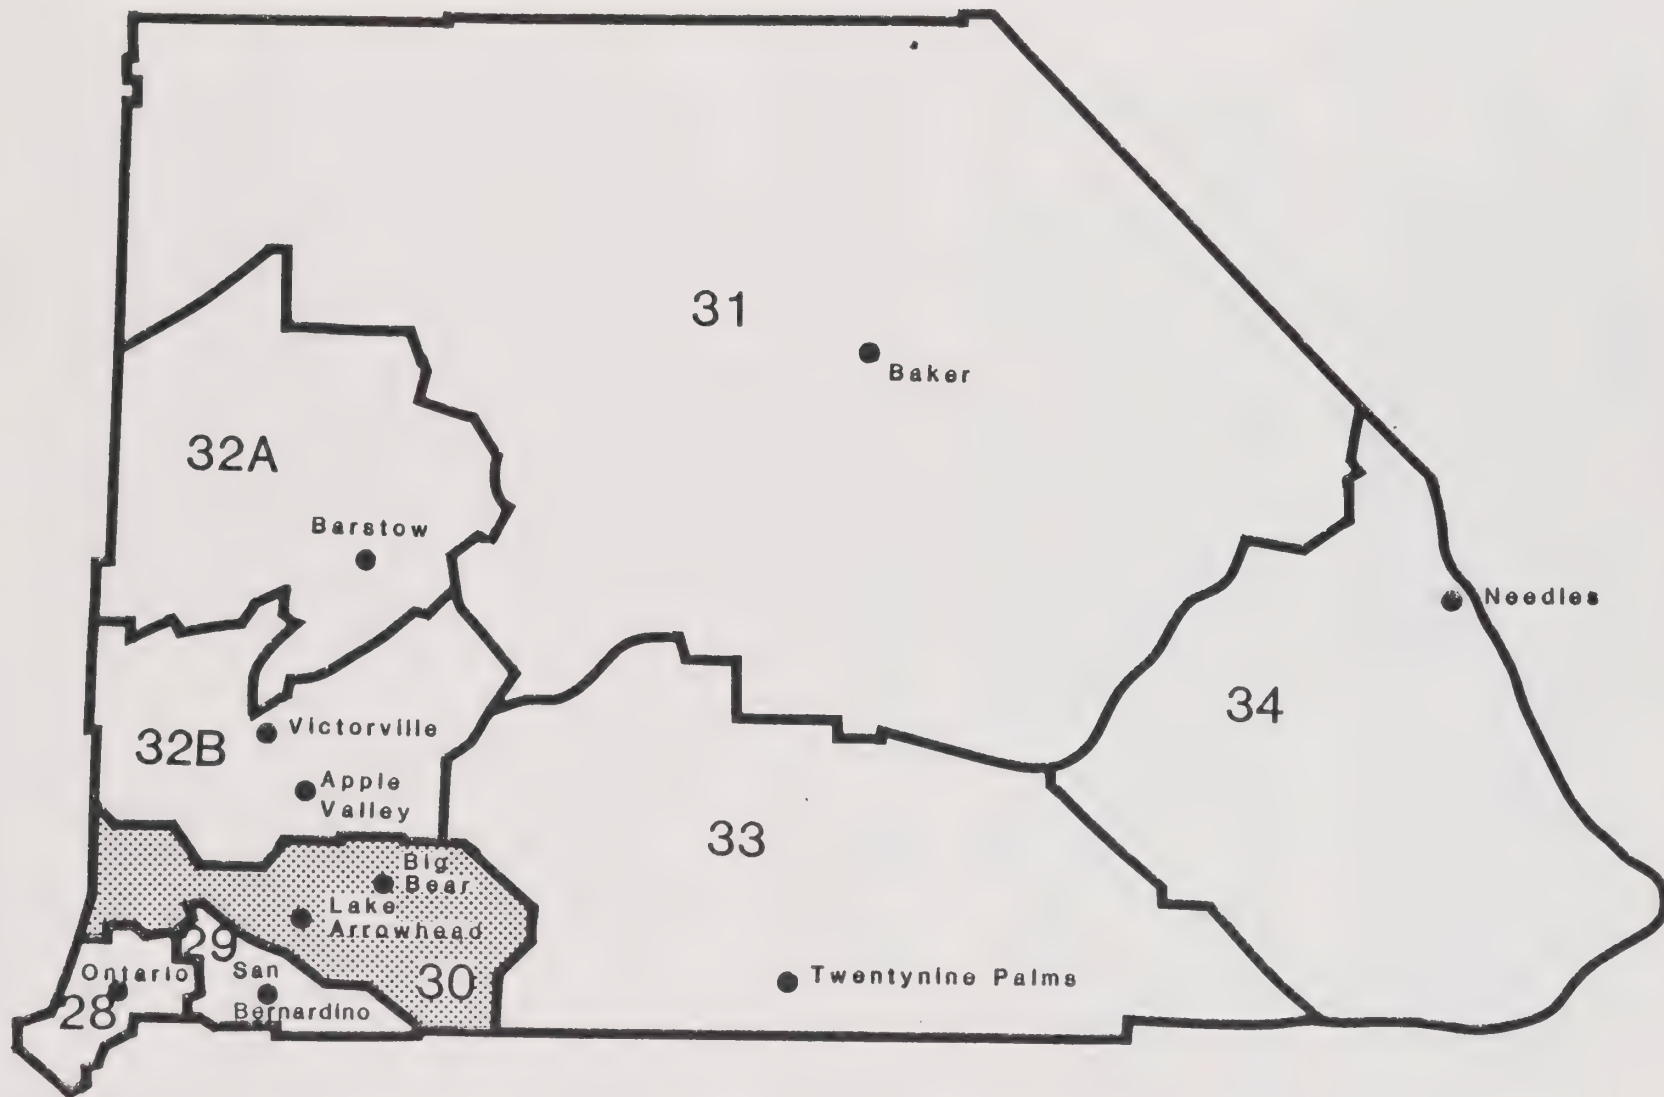 31
Baker
32A
Barstow
Needles
34
Victorville
32B
Apple
Valley
33
Big
Bear
Lake
Arrowhead
29
Ontario
San
30
Twentynine Palms
28
Bernardino